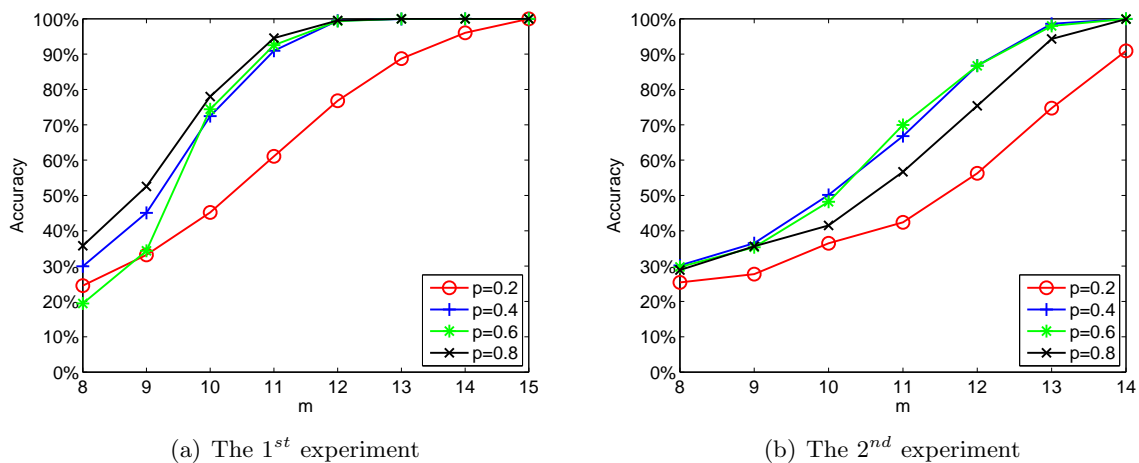 100%
90%
80%
70%
60%
50%
40%
30%
20%
10%
0%
Accuracy
8 9 10 11 12 13 14 15
m
p=0.2
p=0.4
p=0.6
p=0.8
(a) The 1st experiment
100%
90%
80%
70%
60%
50%
40%
30%
20%
10%
0%
Accuracy
8 9 10 11 12 13 14
m
p=0.2
p=0.4
p=0.6
p=0.8
(b) The 2nd experiment